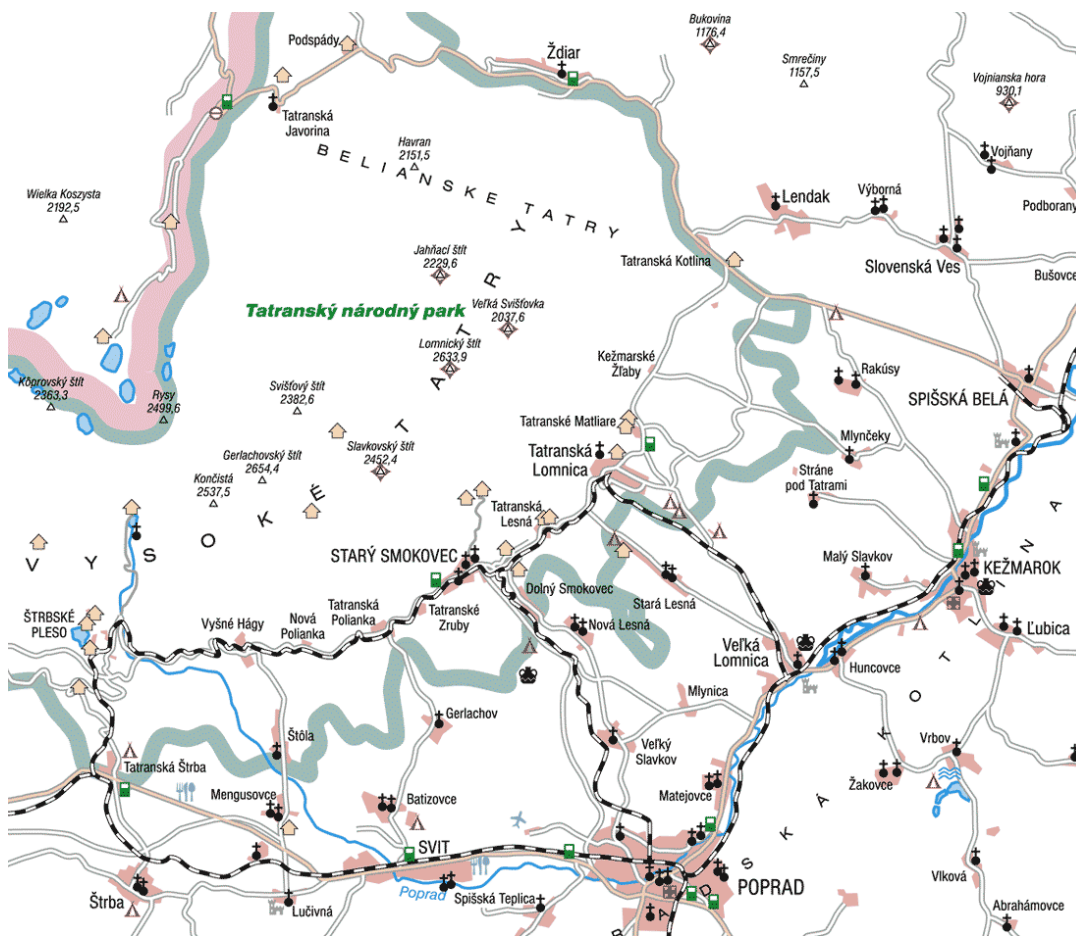 Bukovina
1176,4
Podspády
Ždiar
Smrečiny
1157,5
Vojnianska hora
930,1
Tatranská
Javorina
Havran
2151,5
BELIANSKE TATRY
Vojňany
Wielka Koszysta
2192,5
Lendak
Výborná
Podborany
Jahňací štít
2229,6
Tatranská Kotlina
Slovenská Ves
Bušovce
Tatranský národný park
Veľká Svišťovka
2037,6
Lomnický štít
2633,9
Kežmarské
Žľaby
Rakúsy
Kôprovský štít
2363,3
Rysy
2499,6
Svišťový štít
2382,6
SPIŠSKÁ BELÁ
Tatranské Matliare
Slavkovský štít
2452,4
Tatranská
Lomnica
Mlynčeky
Gerlachovský štít
2654,4
Končistá
2537,5
Stráne
pod Tatrami
VYSOKÉ TATRY
Tatranská
Lesná
STARÝ SMOKOVEC
Malý Slavkov
KEŽMAROK
Dolný Smokovec
Stará Lesná
ŠTRBSKÉ
PLESO
Vyšné Hágy
Nová
Polianka
Tatranská
Polianka
Tatranské
Zruby
Nová Lesná
Ľubica
Veľká
Lomnica
Huncovce
Mlynica
Gerlachov
Štôla
Veľký
Slavkov
Vrbov
Žakovce
Tatranská Štrba
Mengusovce
Batizovce
Matejovce
SVIT
POPRAD
Vlková
Štrba
Lučivná
Poprad
Spišská Teplica
Abrahámovce